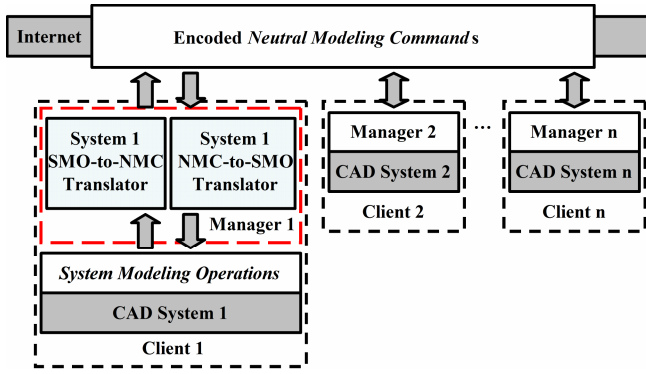 Internet
Encoded Neutral Modeling Commands
System 1
SMO-to-NMC
Translator
System 1
NMC-to-SMO
Translator
Manager 1
System Modeling Operations
CAD System 1
Client 1
Manager 2
CAD System 2
Client 2
...
Manager n
CAD System n
Client n